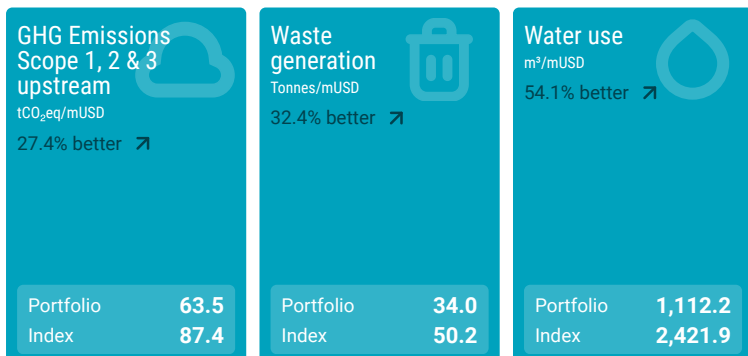 GHG Emissions
Scope 1, 2 & 3
upstream
tCO₂eq/mUSD
27.4% better
Portfolio 63.5
Index 87.4
Waste
generation
Tonnes/mUSD
32.4% better
Portfolio 34.0
Index 50.2
Water use
m³/mUSD
54.1% better
Portfolio 1,112.2
Index 2,421.9